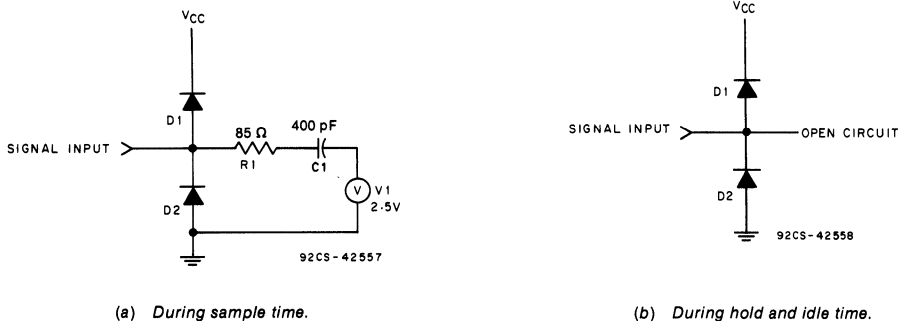 VCC
D1
85 Ω
400 pF
SIGNAL INPUT
R1
C1
V
V1
2·5V
D2
92CS-42557
(a) During sample time.
VCC
D1
SIGNAL INPUT
OPEN CIRCUIT
D2
92CS-42558
(b) During hold and idle time.